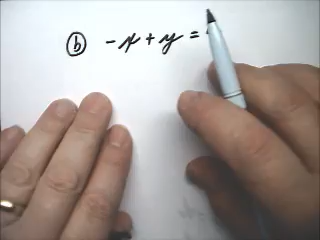 ⓑ -x + y =